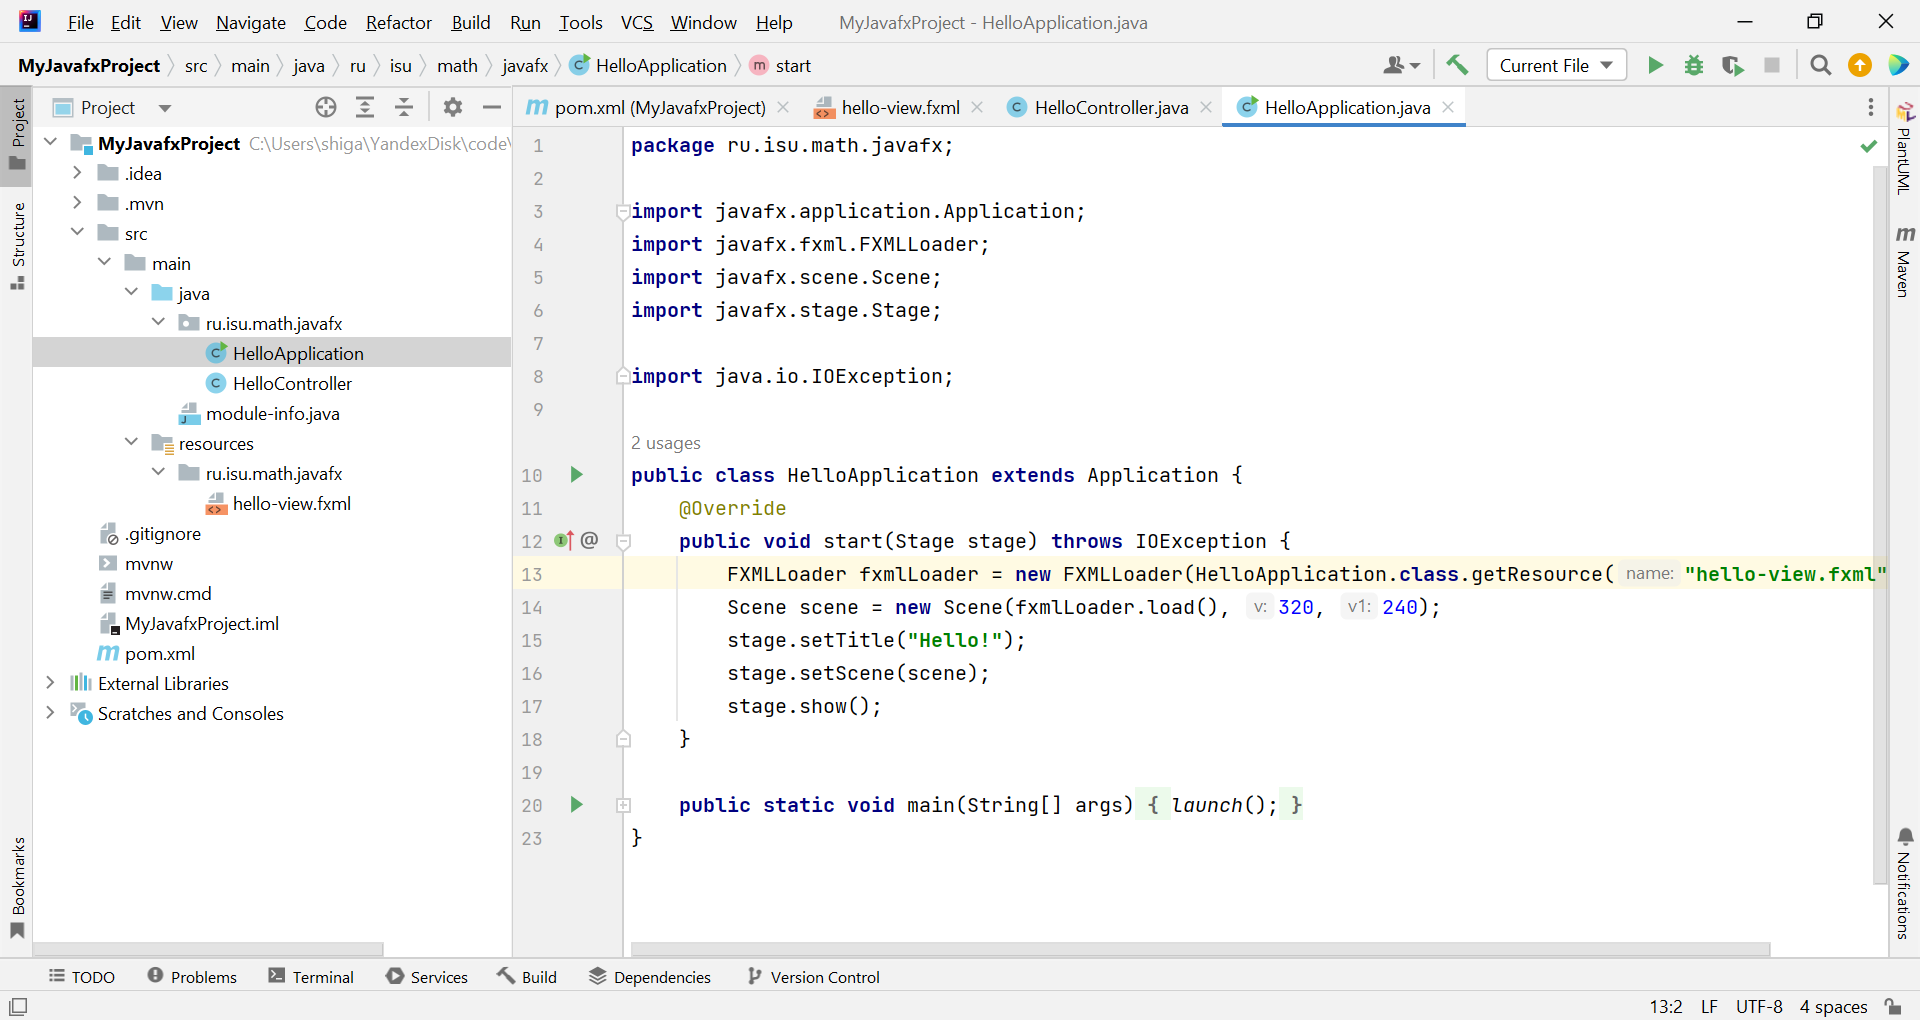 File Edit View Navigate Code Refactor Build Run Tools VCS Window Help MyJavafxProject - HelloApplication.java
MyJavafxProject src main java ru isu math javafx HelloApplication start
Current File
Project
pom.xml (MyJavafxProject) hello-view.fxml HelloController.java HelloApplication.java
Project
Structure
Bookmarks
MyJavafxProject C:\Users\shiga\YandexDisk\code\
.idea
.mvn
src
main
java
ru.isu.math.javafx
HelloApplication
HelloController
module-info.java
resources
ru.isu.math.javafx
hello-view.fxml
.gitignore
mvnw
mvnw.cmd
MyJavafxProject.iml
pom.xml
External Libraries
Scratches and Consoles
1 package ru.isu.math.javafx;
2
3 import javafx.application.Application;
4 import javafx.fxml.FXMLLoader;
5 import javafx.scene.Scene;
6 import javafx.stage.Stage;
7
8 import java.io.IOException;
9
2 usages
10 public class HelloApplication extends Application {
11 @Override
12 @ public void start(Stage stage) throws IOException {
13 FXMLLoader fxmlLoader = new FXMLLoader(HelloApplication.class.getResource( name: "hello-view.fxml"
14 Scene scene = new Scene(fxmlLoader.load(), v: 320, v1: 240);
15 stage.setTitle("Hello!");
16 stage.setScene(scene);
17 stage.show();
18 }
19
20 public static void main(String[] args) { launch(); }
23 }
PlantUML
Maven
Notifications
TODO Problems Terminal Services Build Dependencies Version Control
13:2 LF UTF-8 4 spaces